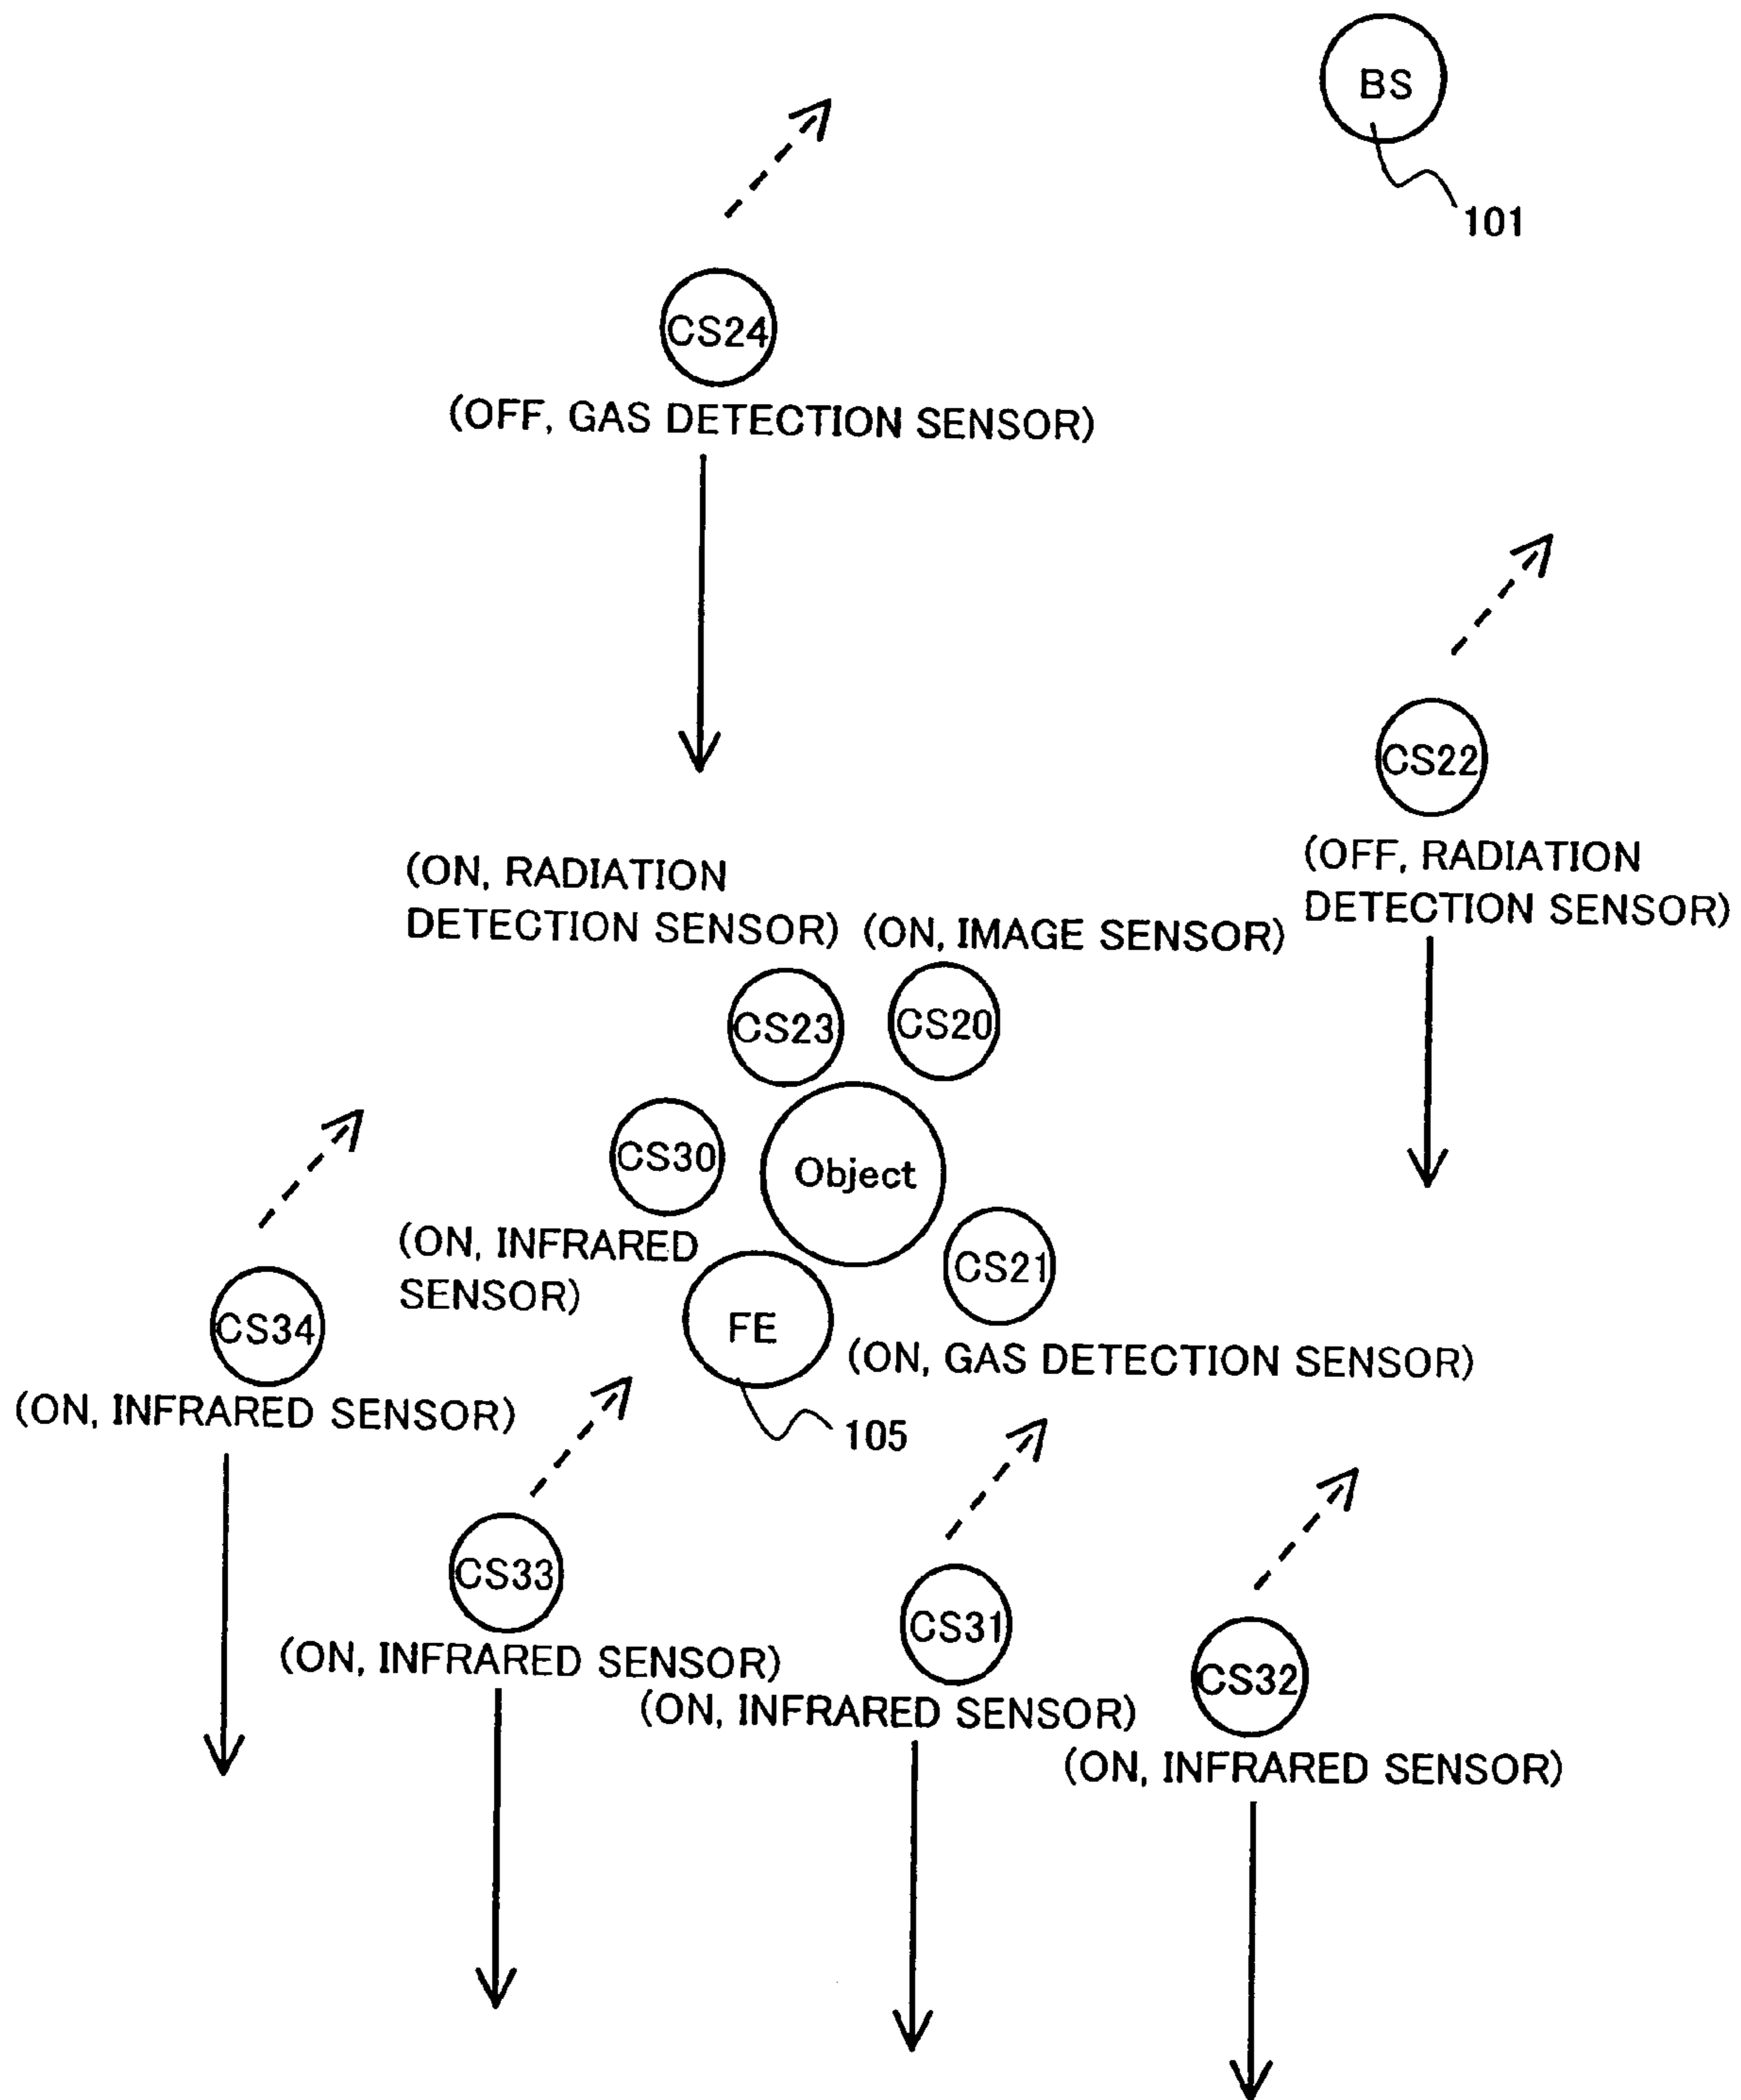 BS
101
CS24
(OFF, GAS DETECTION SENSOR)
CS22
(OFF, RADIATION
DETECTION SENSOR)
(ON, RADIATION
DETECTION SENSOR)
(ON, IMAGE SENSOR)
CS23
CS20
CS30
Object
(ON, INFRARED
SENSOR)
CS21
CS34
FE
(ON, GAS DETECTION SENSOR)
(ON, INFRARED SENSOR)
105
CS33
CS31
(ON, INFRARED SENSOR)
CS32
(ON, INFRARED SENSOR)
(ON, INFRARED SENSOR)